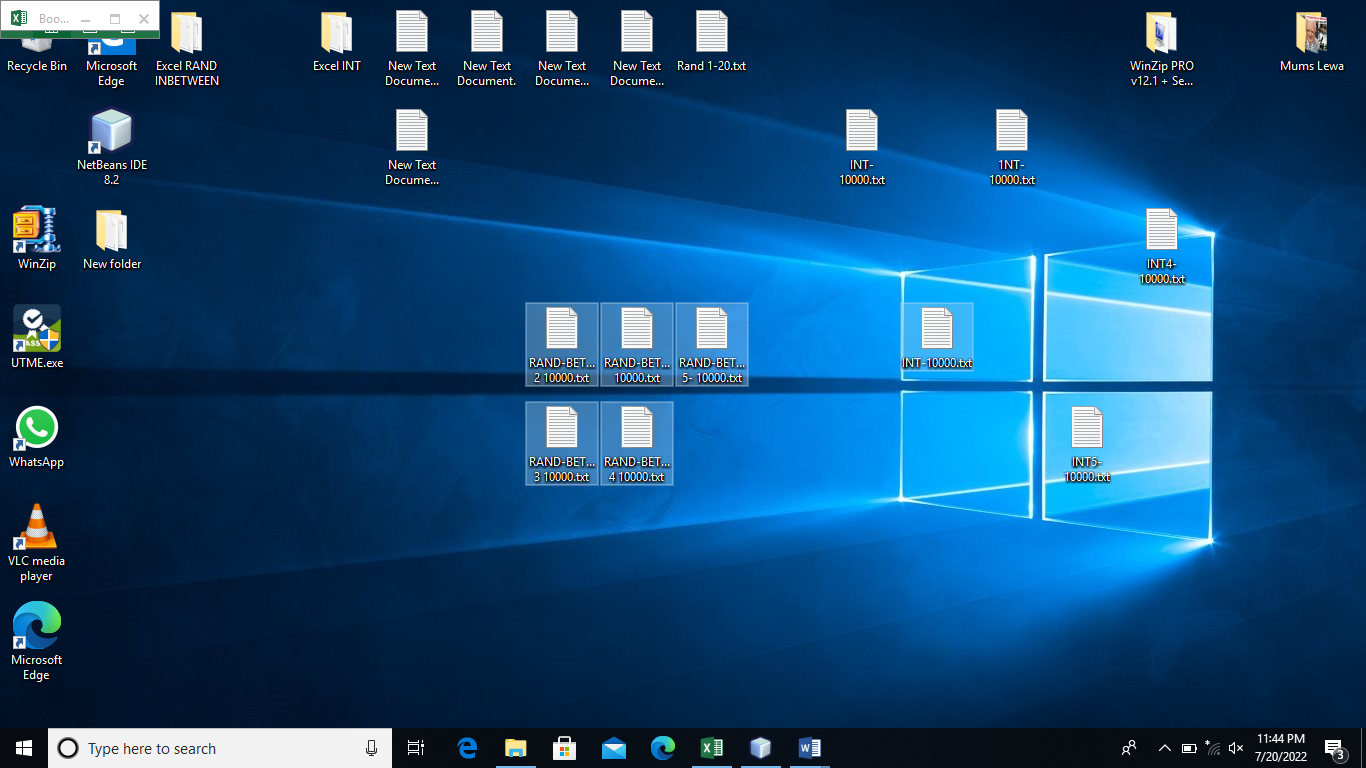 Boo...
Recycle Bin
Microsoft
Edge
Excel RAND
INBETWEEN
Excel INT
New Text
Docume...
New Text
Document.
New Text
Docume...
New Text
Docume...
Rand 1-20.txt
WinZip PRO
v12.1 + Se...
Mums Lewa
NetBeans IDE
8.2
New Text
Docume...
INT-
10000.txt
1NT-
10000.txt
WinZip
New folder
INT4-
10000.txt
UTME.exe
RAND-BET...
2 10000.txt
RAND-BET...
10000.txt
RAND-BET...
5- 10000.txt
INT-10000.txt
WhatsApp
RAND-BET...
3 10000.txt
RAND-BET...
4 10000.txt
INT5-
10000.txt
VLC media
player
Microsoft
Edge
Type here to search
11:44 PM
7/20/2022
3